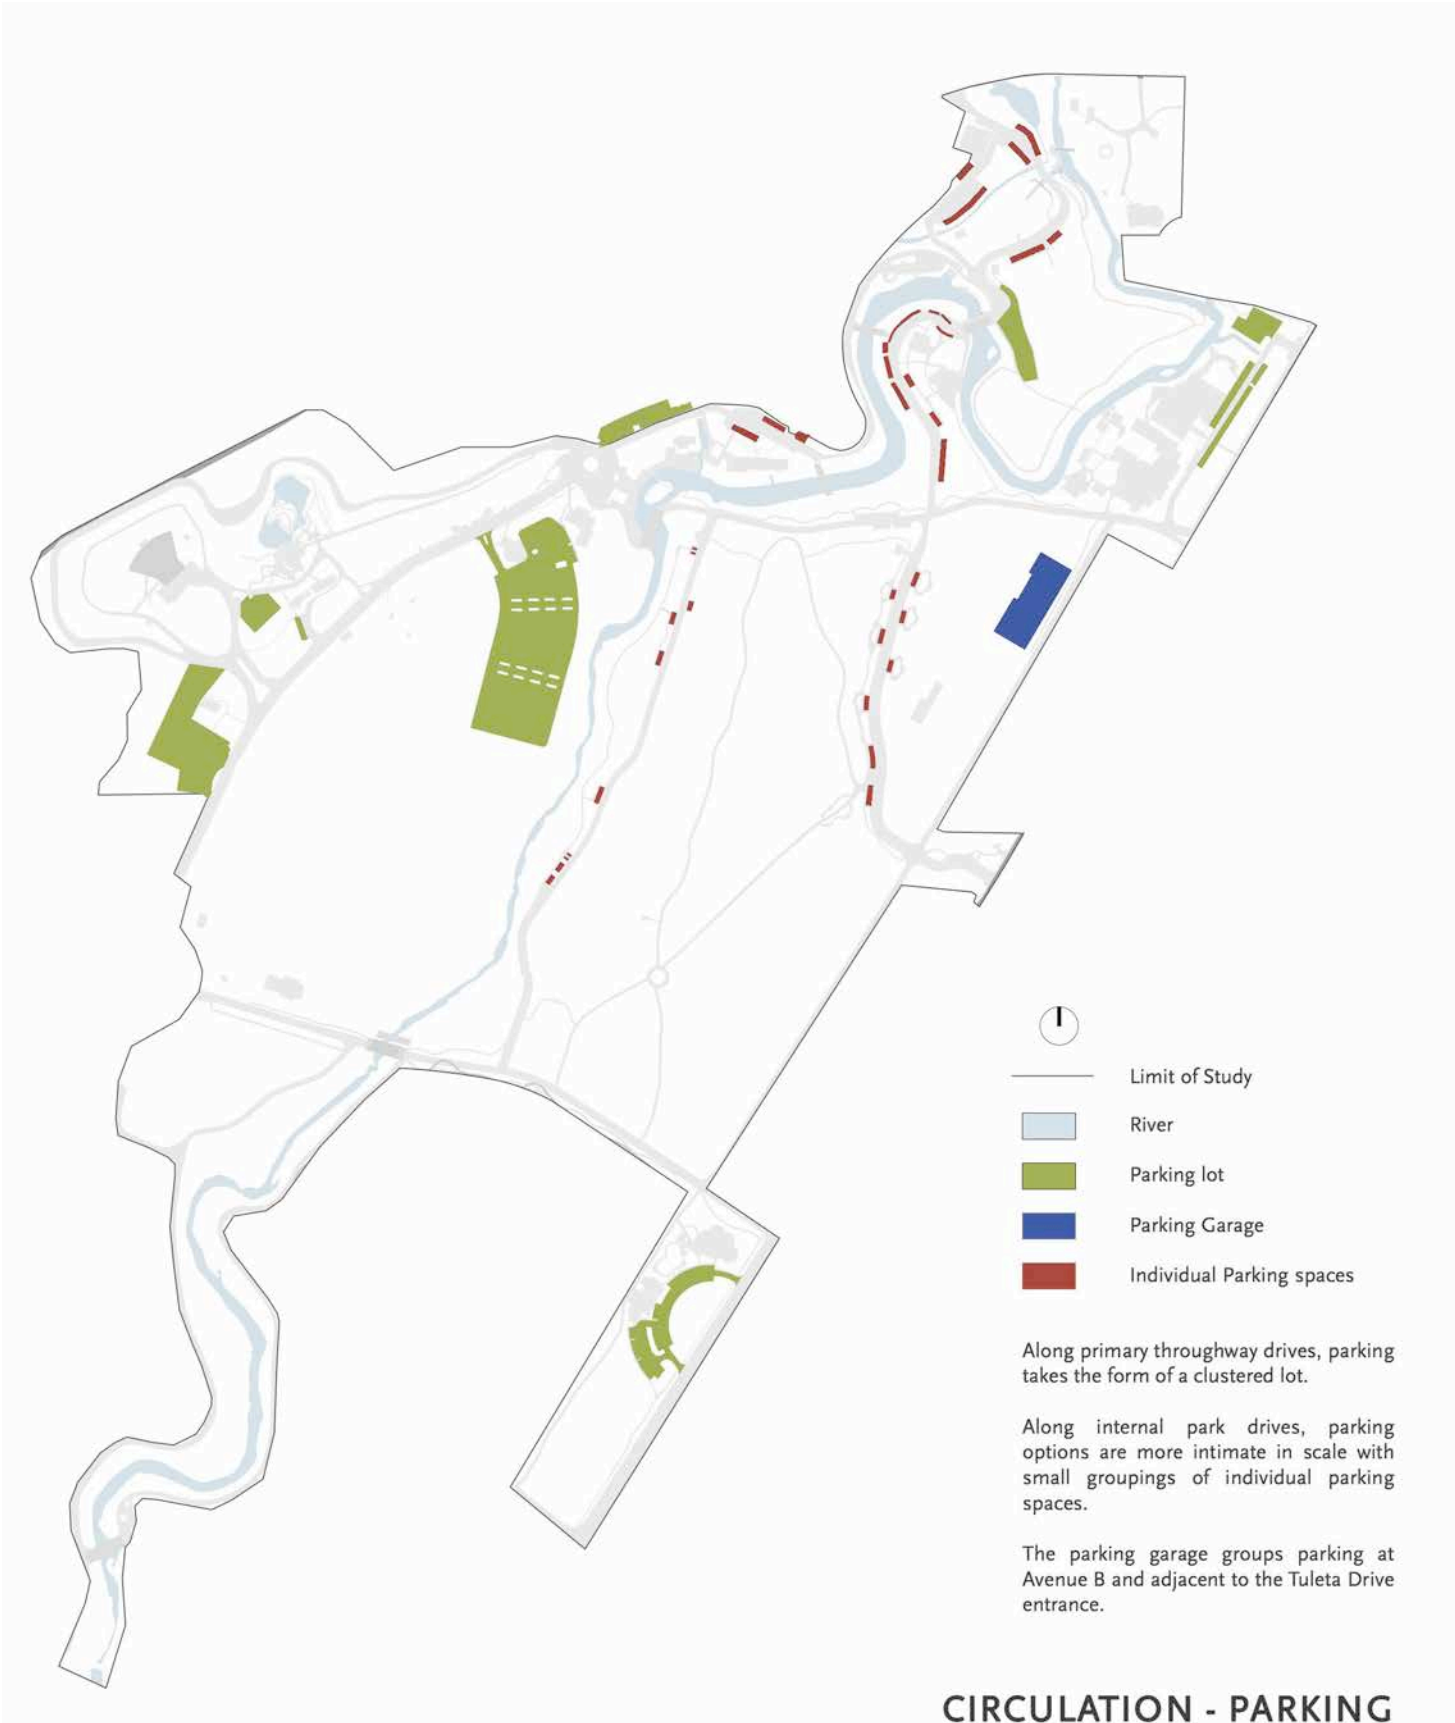 Limit of Study
River
Parking lot
Parking Garage
Individual Parking spaces
Along primary throughway drives, parking
takes the form of a clustered lot.
Along internal park drives, parking
options are more intimate in scale with
small groupings of individual parking
spaces.
The parking garage groups parking at
Avenue B and adjacent to the Tuleta Drive
entrance.
CIRCULATION - PARKING